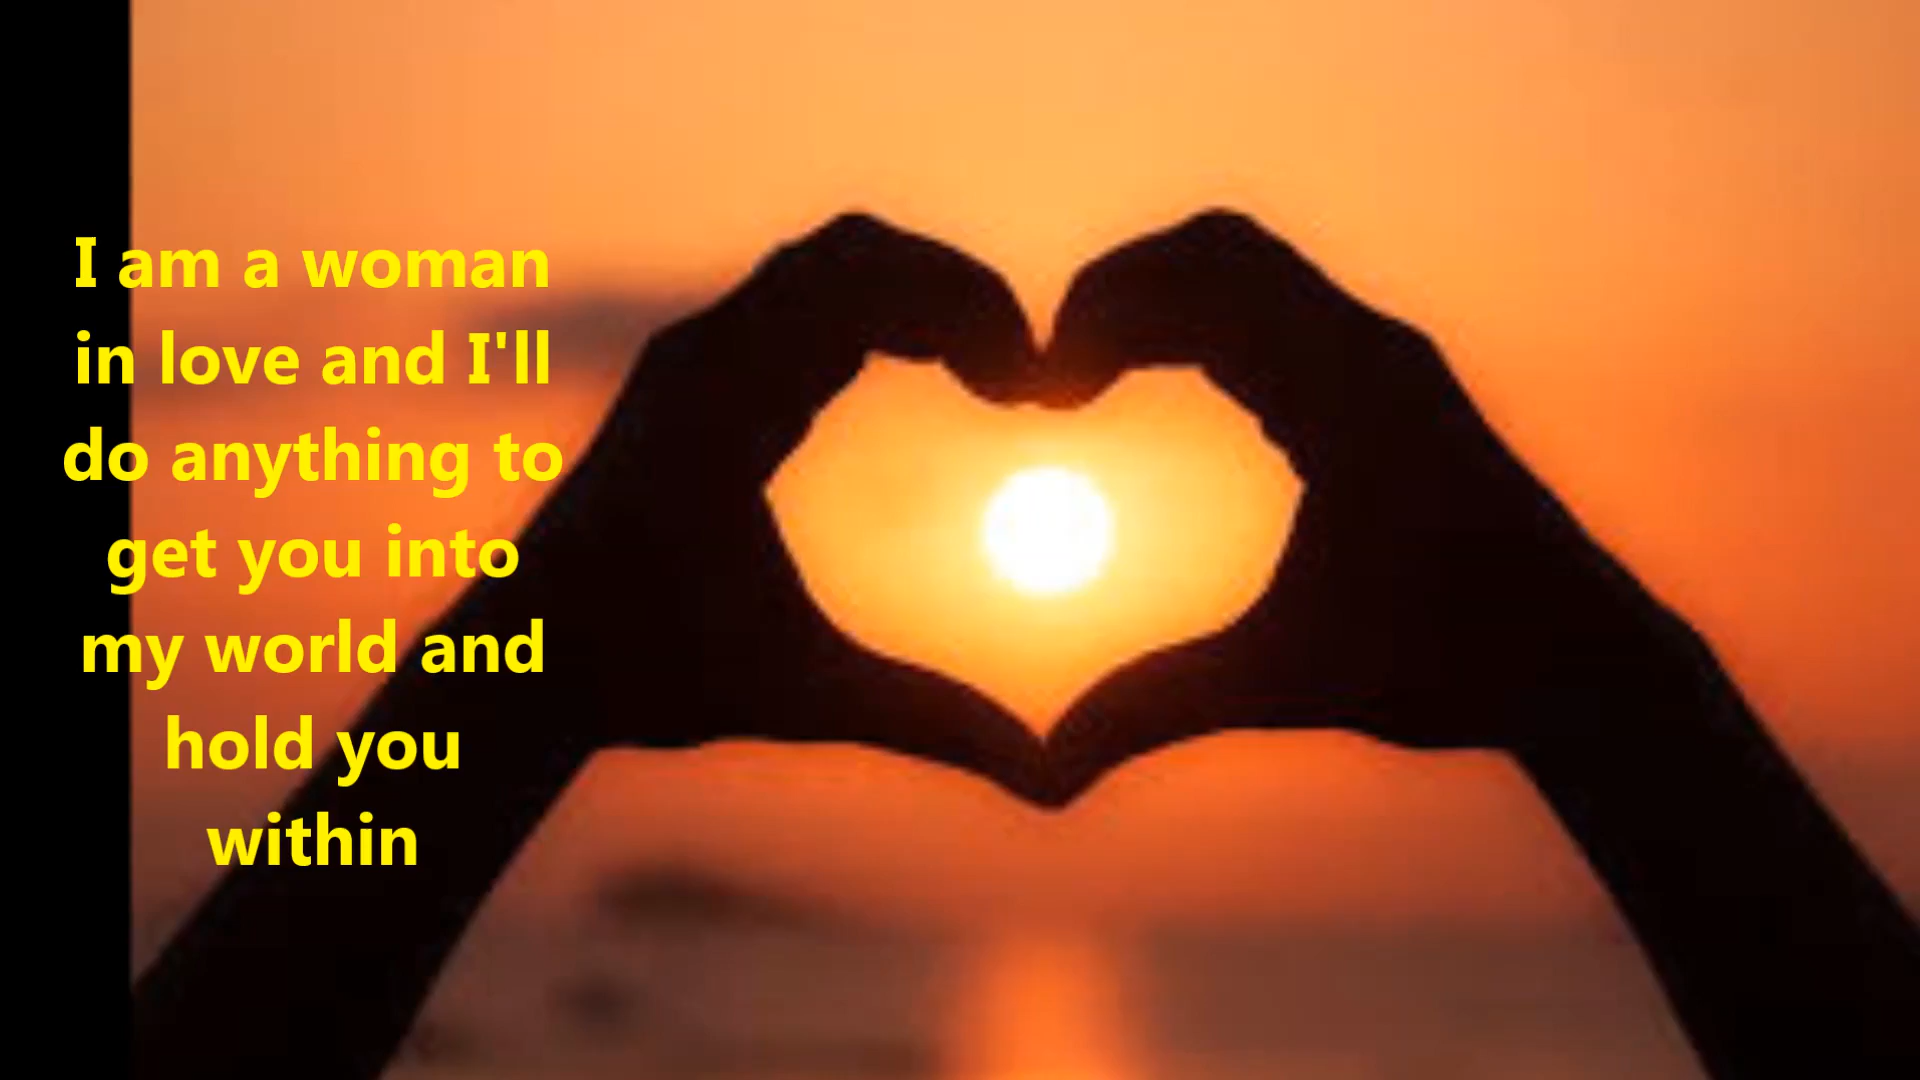 I am a woman
in love and I'll
do anything to
get you into
my world and
hold you
within